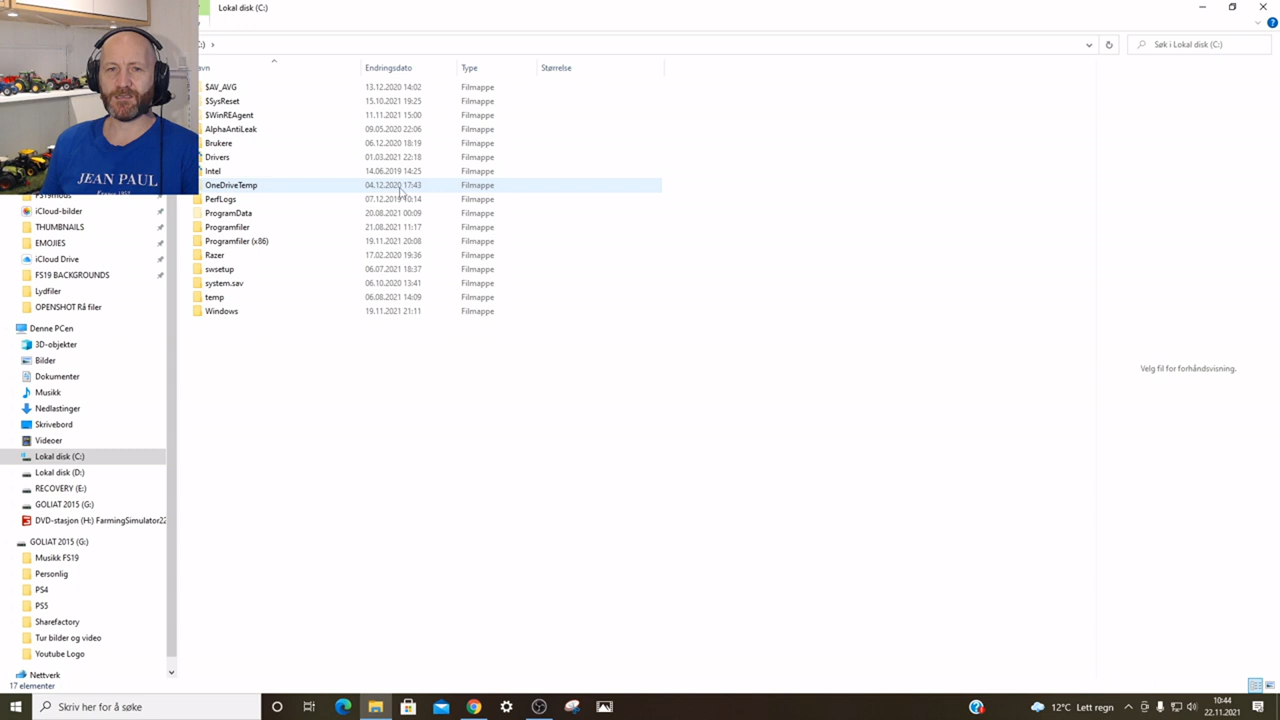 Lokal disk (C:)
:) >
Søk i Lokal disk (C:)
avn Endringsdato Type Størrelse
$AV_AVG 13.12.2020 14:02 Filmappe
$SysReset 15.10.2021 19:25 Filmappe
$WinREAgent 11.11.2021 15:00 Filmappe
AlphaAntiLeak 09.05.2020 22:06 Filmappe
Brukere 06.12.2020 18:19 Filmappe
Drivers 01.03.2021 22:18 Filmappe
Intel 14.06.2019 14:25 Filmappe
OneDriveTemp 04.12.2020 17:43 Filmappe
PerfLogs 07.12.2019 Filmappe
ProgramData 20.08.2021 00:09 Filmappe
Programfiler 21.08.2021 11:17 Filmappe
Programfiler (x86) 19.11.2021 20:08 Filmappe
Razer 17.02.2020 19:36 Filmappe
swsetup 06.07.2021 18:37 Filmappe
system.sav 06.10.2020 13:41 Filmappe
temp 06.08.2021 14:09 Filmappe
Windows 19.11.2021 21:11 Filmappe
JEAN PAUL
FS19mods
iCloud-bilder
THUMBNAILS
EMOJIES
iCloud Drive
FS19 BACKGROUNDS
Lydfiler
OPENSHOT Rå filer
Denne PCen
3D-objekter
Bilder
Dokumenter
Musikk
Nedlastinger
Skrivebord
Videoer
Lokal disk (C:)
Lokal disk (D:)
RECOVERY (E:)
GOLIAT 2015 (G:)
DVD-stasjon (H:) FarmingSimulator22
GOLIAT 2015 (G:)
Musikk FS19
Personlig
PS4
PS5
Sharefactory
Tur bilder og video
Youtube Logo
Nettverk
17 elementer
Velg fil for forhåndsvisning.
Skriv her for å søke
12°C Lett regn
10:44
22.11.2021